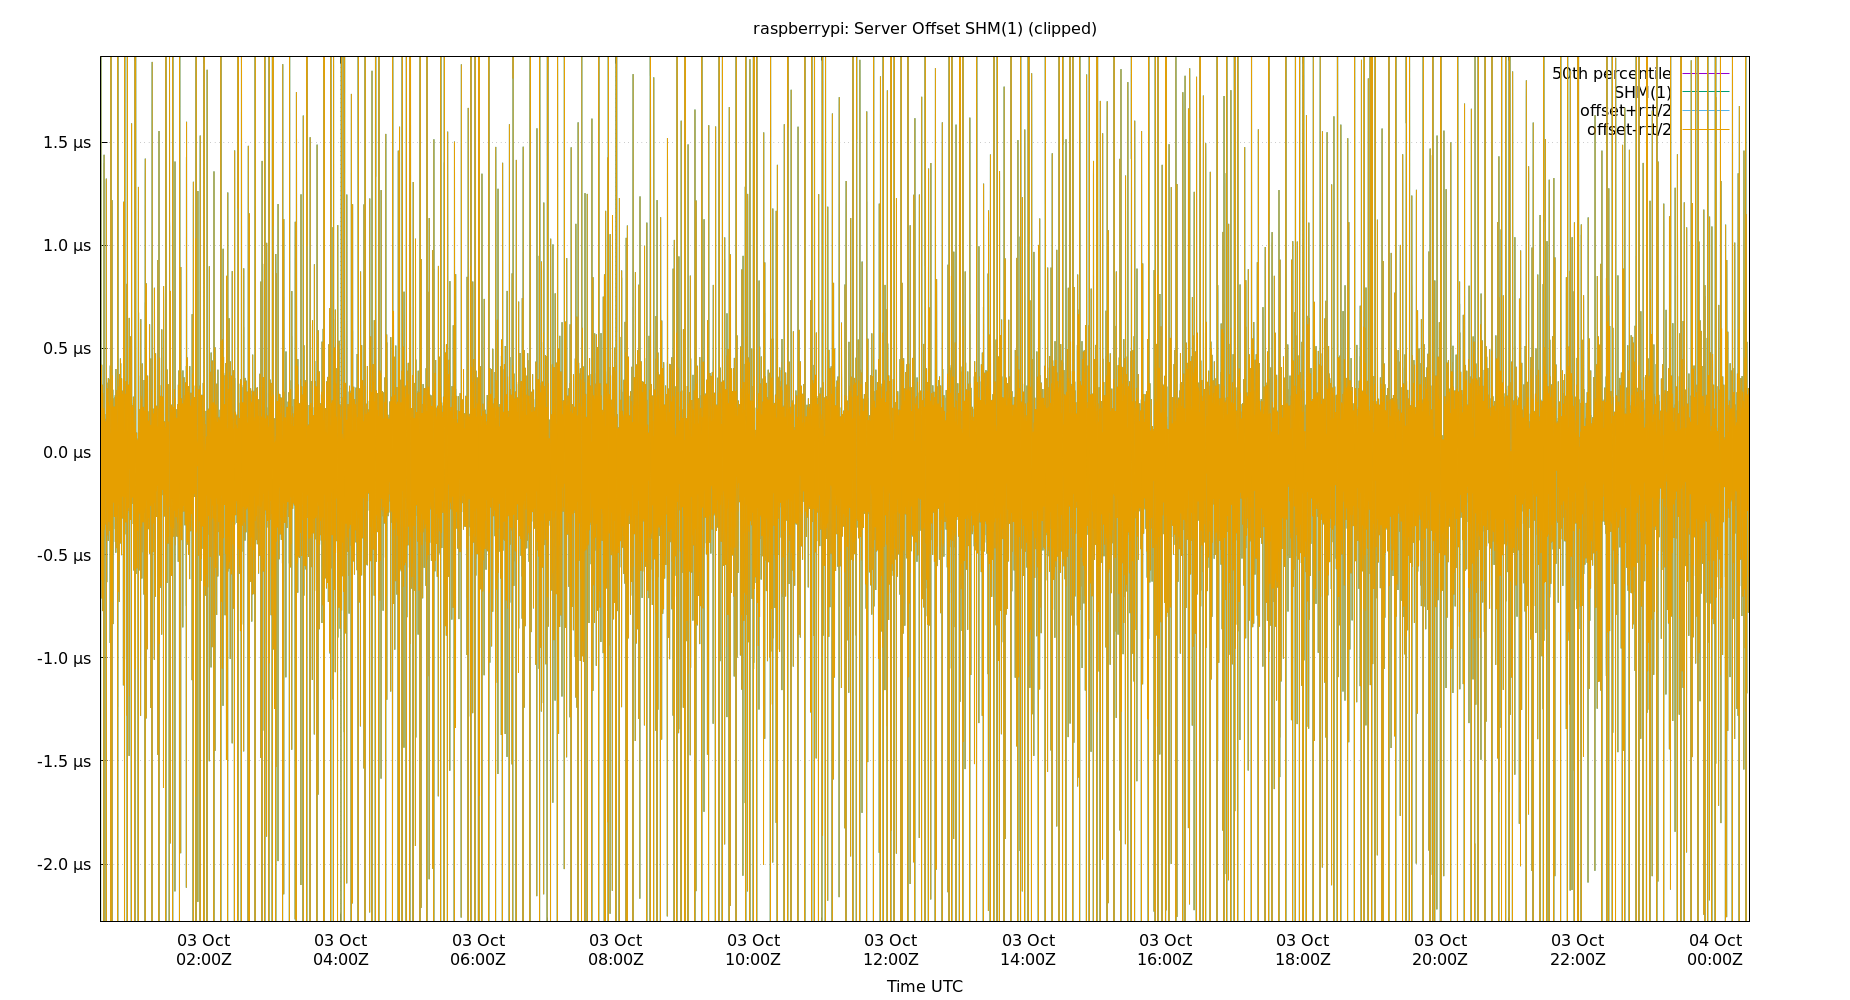 raspberrypi: Server Offset SHM(1) (clipped)
50th percentile
SHM(1)
offset+rtt/2
offset-rtt/2
1.5 µs
1.0 µs
0.5 µs
0.0 µs
-0.5 µs
-1.0 µs
-1.5 µs
-2.0 µs
03 Oct 03 Oct 03 Oct 03 Oct 03 Oct 03 Oct 03 Oct 03 Oct 03 Oct 03 Oct 03 Oct 04 Oct
02:00Z 04:00Z 06:00Z 08:00Z 10:00Z 12:00Z 14:00Z 16:00Z 18:00Z 20:00Z 22:00Z 00:00Z
Time UTC